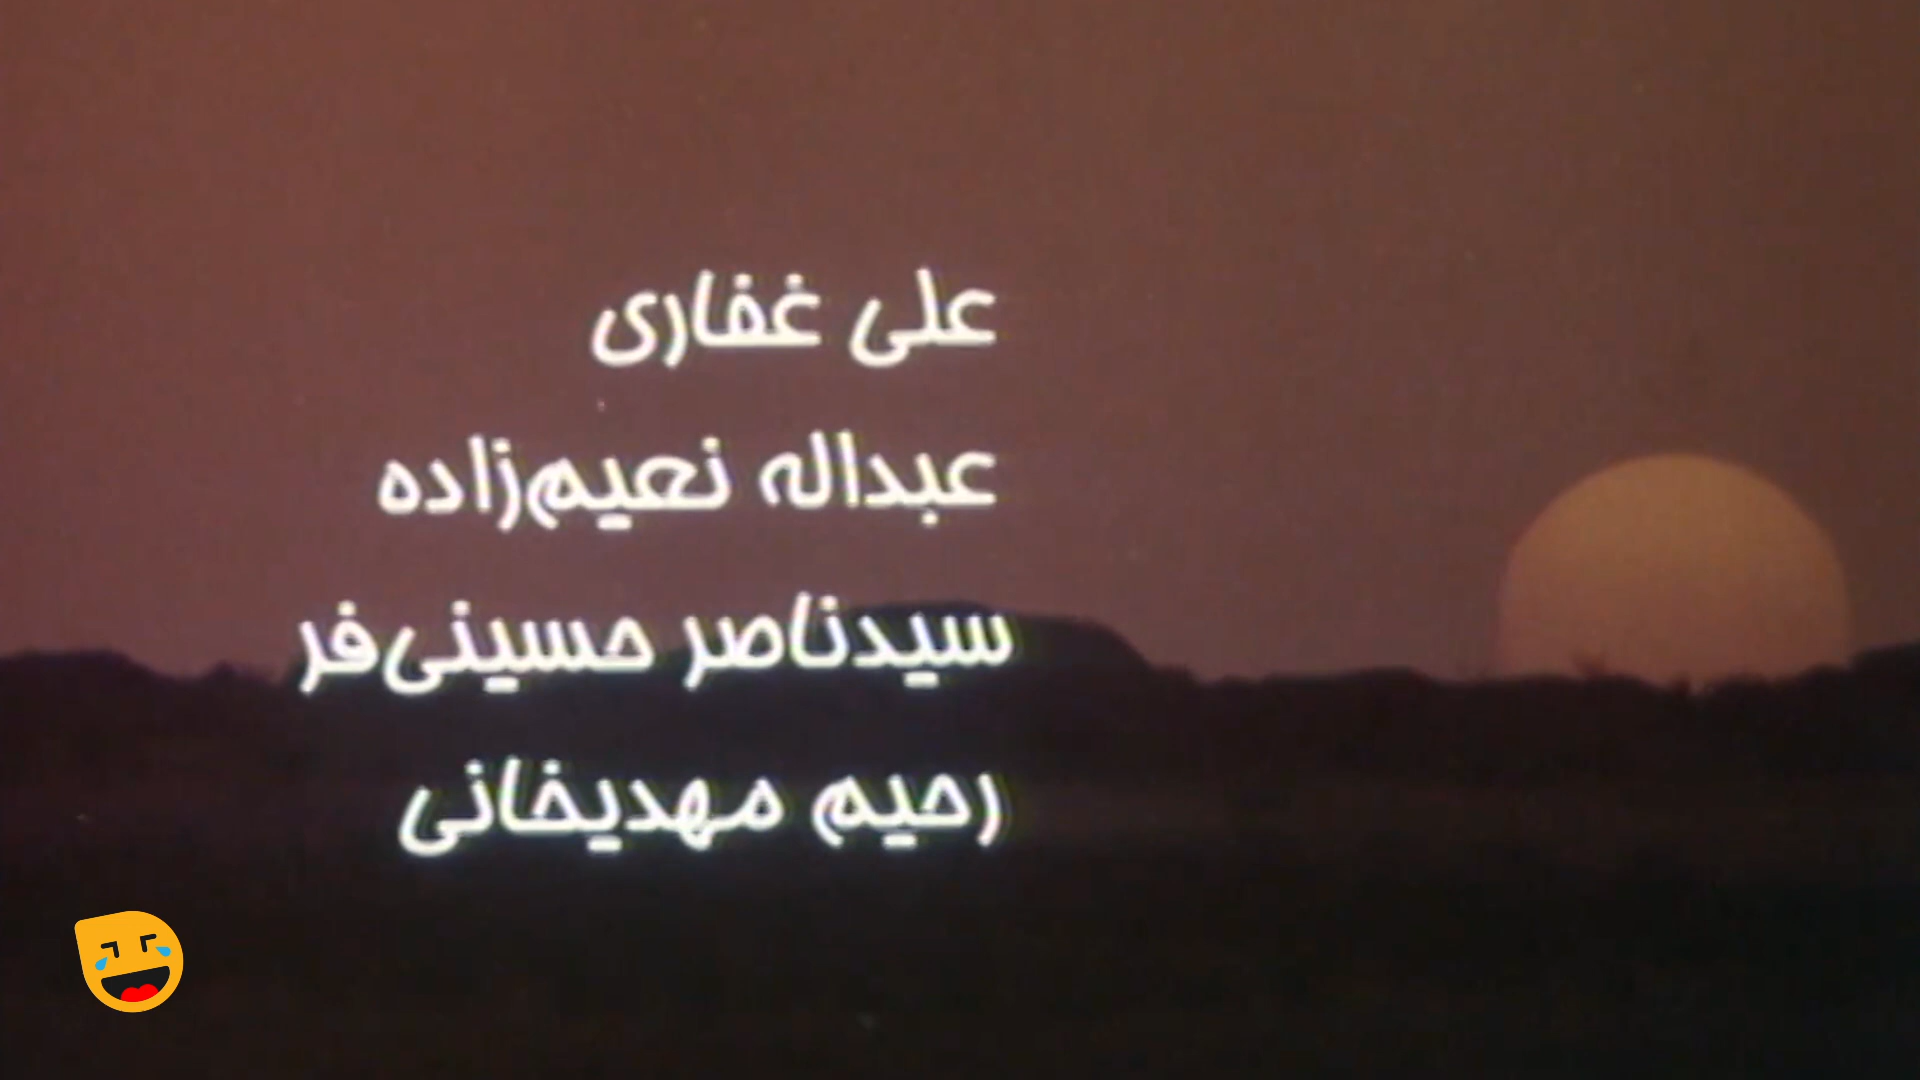 علی غفاری
عبداله نعیم‌زاده
سیدناصر حسینی‌فر
رحیم مهدیخانی